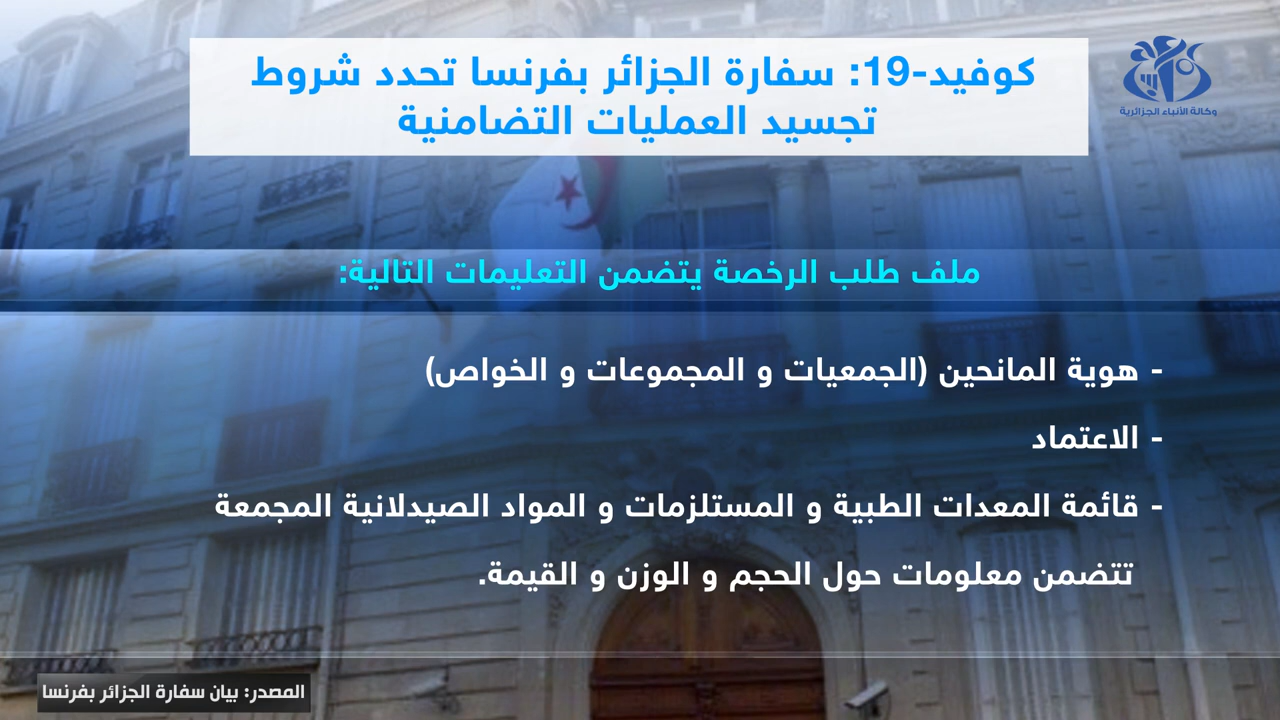 كوفيد-19: سفارة الجزائر بفرنسا تحدد شروط
تجسيد العمليات التضامنية
وكالة الأنباء الجزائرية
ملف طلب الرخصة يتضمن التعليمات التالية:
- هوية المانحين (الجمعيات و المجموعات و الخواص)
- الاعتماد
- قائمة المعدات الطبية و المستلزمات و المواد الصيدلانية المجمعة
تتضمن معلومات حول الحجم و الوزن و القيمة.
المصدر: بيان سفارة الجزائر بفرنسا